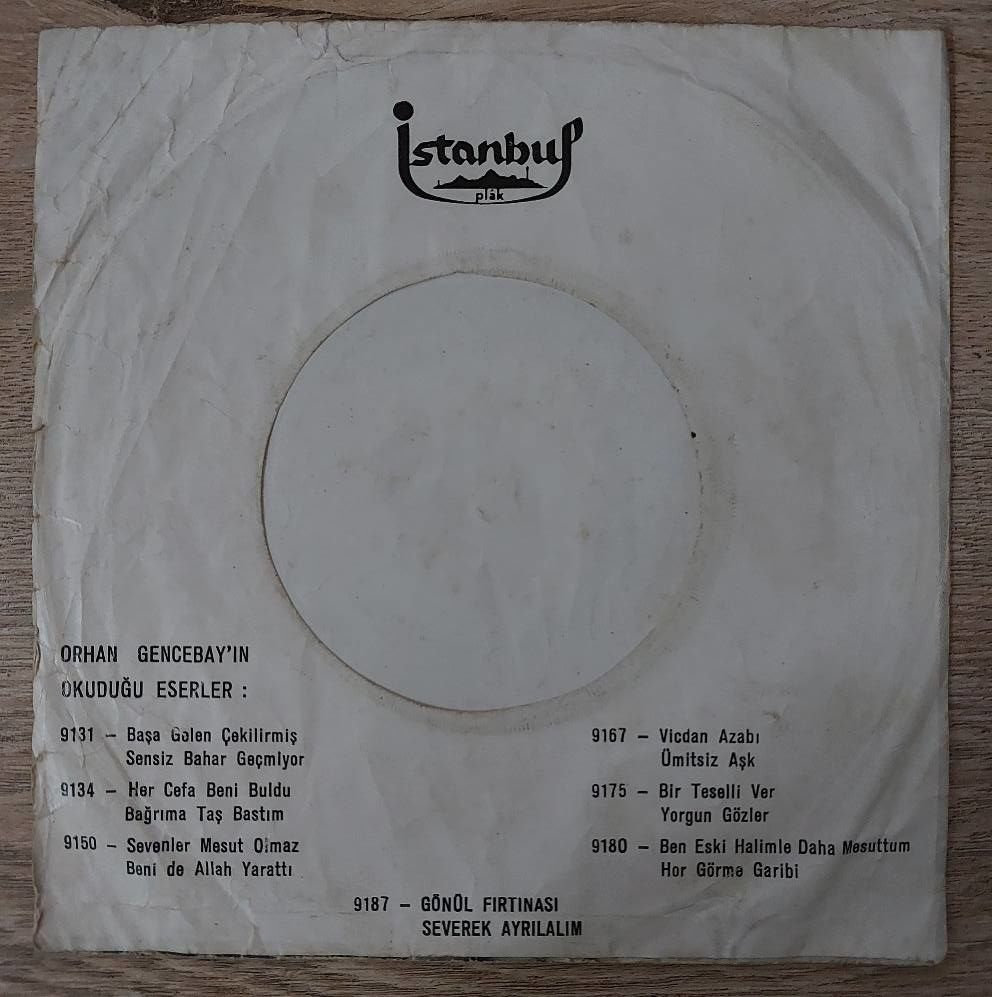 İstanbul
plâk
ORHAN GENCEBAY'IN
OKUDUĞU ESERLER :
9131 – Başa Gelen Çekilirmiş
Sensiz Bahar Geçmiyor
9134 – Her Cefa Beni Buldu
Bağrıma Taş Bastım
9150 – Sevenler Mesut Olmaz
Beni de Allah Yarattı
9167 – Vicdan Azabı
Ümitsiz Aşk
9175 – Bir Teselli Ver
Yorgun Gözler
9180 – Ben Eski Halimle Daha Mesuttum
Hor Görme Garibi
9187 – GÖNÜL FIRTINASI
SEVEREK AYRILALIM